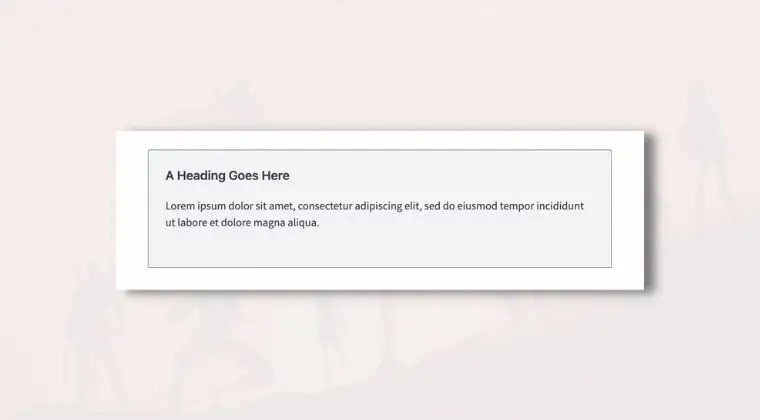 A Heading Goes Here
Lorem ipsum dolor sit amet, consectetur adipiscing elit, sed do eiusmod tempor incididunt
ut labore et dolore magna aliqua.